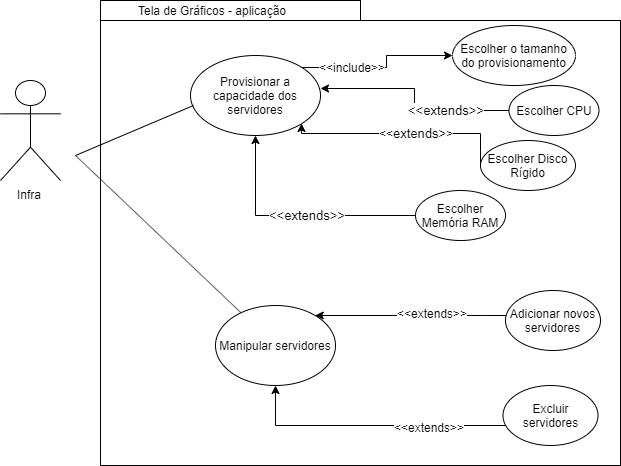 Tela de Gráficos - aplicação
Escolher o tamanho
do provisionamento
<<include>>
Provisionar a
capacidade dos
servidores
<<extends>>
Escolher CPU
<<extends>>
Escolher Disco
Rígido
Infra
Escolher
Memória RAM
<<extends>>
Adicionar novos
servidores
<<extends>>
Manipular servidores
Excluir
servidores
<<extends>>